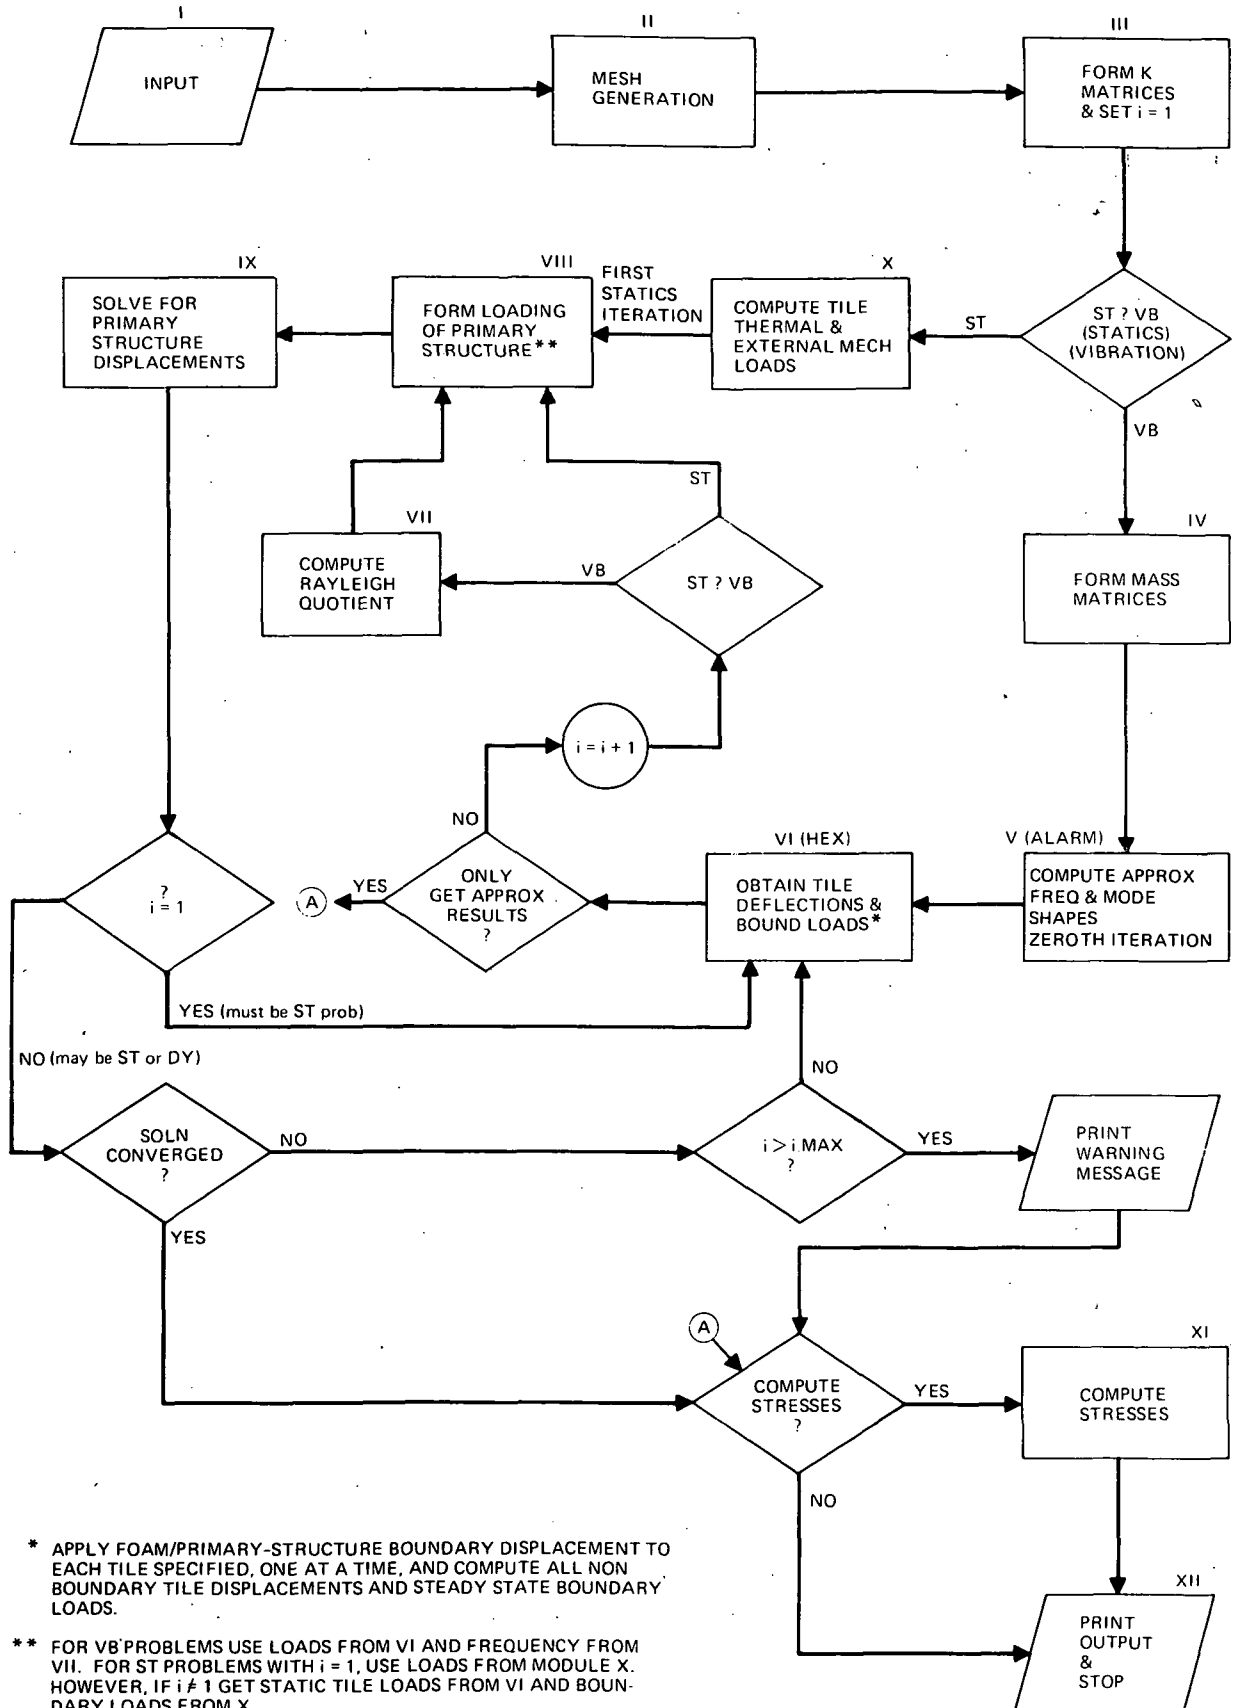 I
INPUT
II
MESH
GENERATION
III
FORM K
MATRICES
& SET i = 1
ST ? VB
(STATICS)
(VIBRATION)
ST
VB
X
COMPUTE TILE
THERMAL &
EXTERNAL MECH
LOADS
FIRST
STATICS
ITERATION
VIII
FORM LOADING
OF PRIMARY
STRUCTURE**
IX
SOLVE FOR
PRIMARY
STRUCTURE
DISPLACEMENTS
IV
FORM MASS
MATRICES
ST
ST ? VB
VB
VII
COMPUTE
RAYLEIGH
QUOTIENT
i = i + 1
NO
V (ALARM)
COMPUTE APPROX
FREQ & MODE
SHAPES
ZEROTH ITERATION
VI (HEX)
OBTAIN TILE
DEFLECTIONS &
BOUND LOADS*
ONLY
GET APPROX
RESULTS
?
YES
A
?
i = 1
YES (must be ST prob)
NO (may be ST or DY)
SOLN
CONVERGED
?
NO
YES
i > i MAX
?
NO
YES
PRINT
WARNING
MESSAGE
A
COMPUTE
STRESSES
?
YES
NO
XI
COMPUTE
STRESSES
XII
PRINT
OUTPUT
&
STOP
* APPLY FOAM/PRIMARY-STRUCTURE BOUNDARY DISPLACEMENT TO
EACH TILE SPECIFIED, ONE AT A TIME, AND COMPUTE ALL NON
BOUNDARY TILE DISPLACEMENTS AND STEADY STATE BOUNDARY
LOADS.
** FOR VB PROBLEMS USE LOADS FROM VI AND FREQUENCY FROM
VII. FOR ST PROBLEMS WITH i = 1, USE LOADS FROM MODULE X.
HOWEVER, IF i ≠ 1 GET STATIC TILE LOADS FROM VI AND BOUN-
DARY LOADS FROM X.